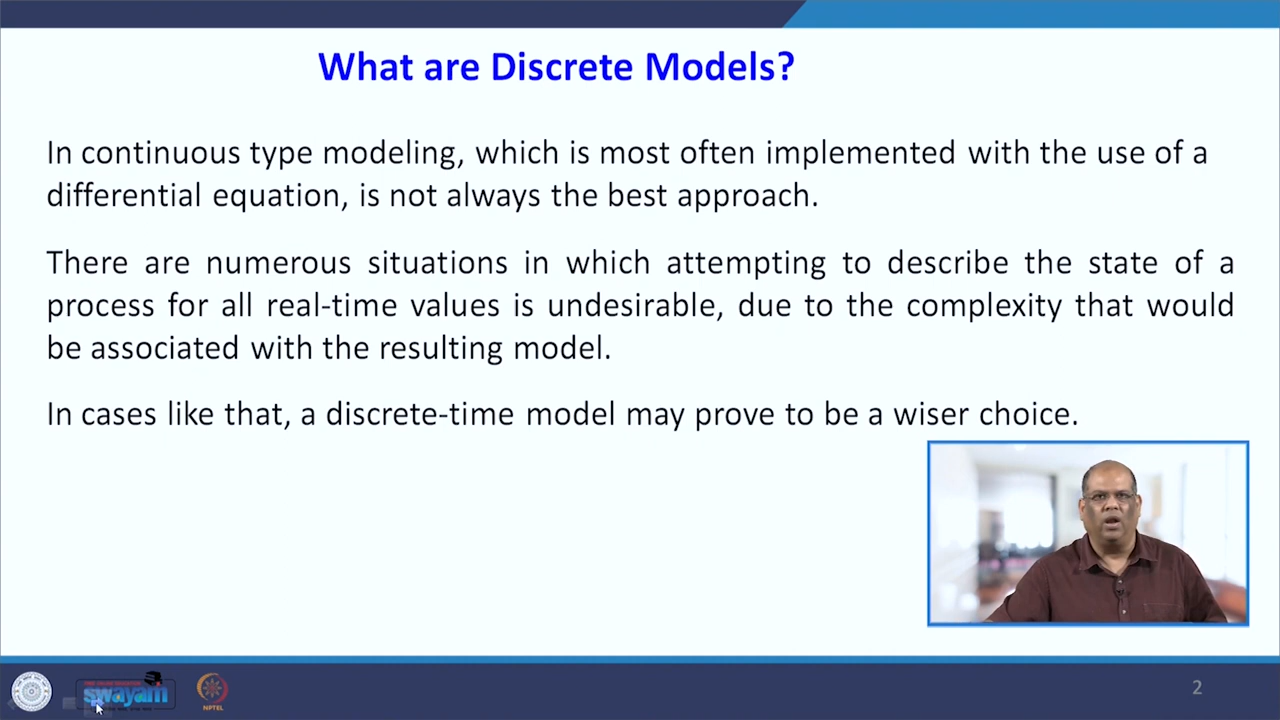 What are Discrete Models?
In continuous type modeling, which is most often implemented with the use of a
differential equation, is not always the best approach.
There are numerous situations in which attempting to describe the state of a
process for all real-time values is undesirable, due to the complexity that would
be associated with the resulting model.
In cases like that, a discrete-time model may prove to be a wiser choice.
swayam
NPTEL
2